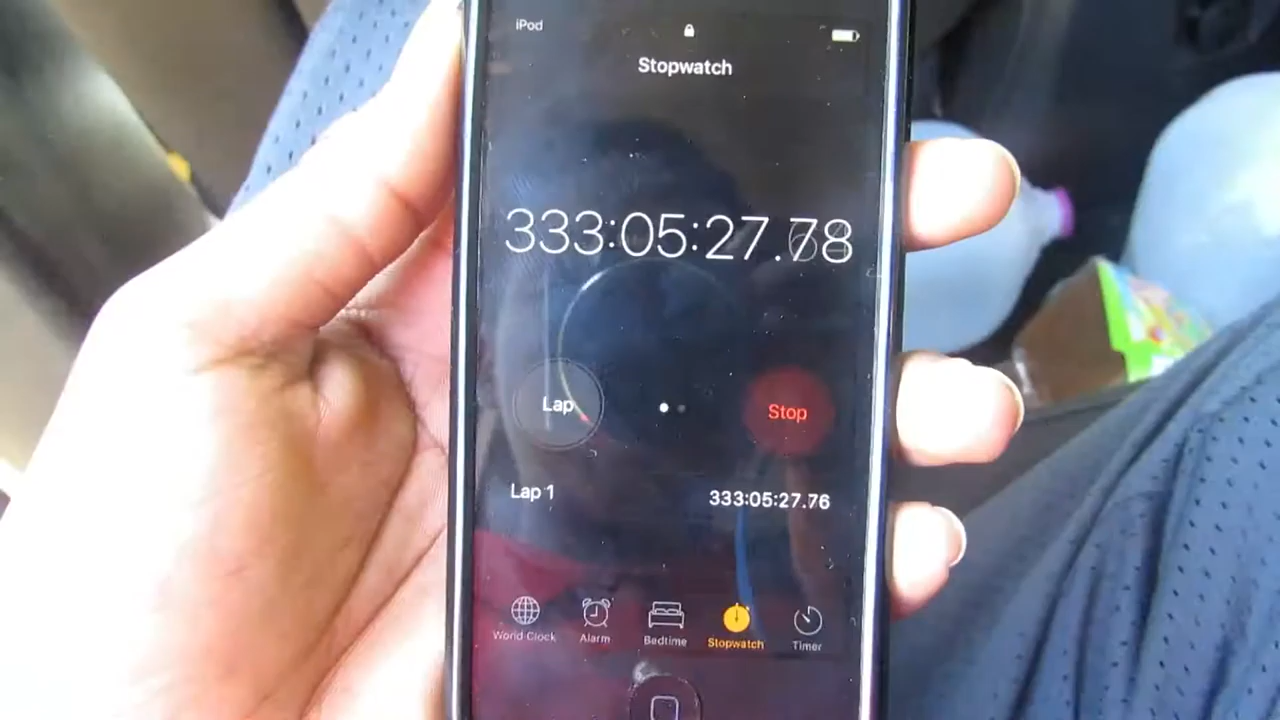 iPod
Stopwatch
333:05:27.78
Lap
Stop
Lap 1
333:05:27.76
World Clock
Alarm
Bedtime
Stopwatch
Timer